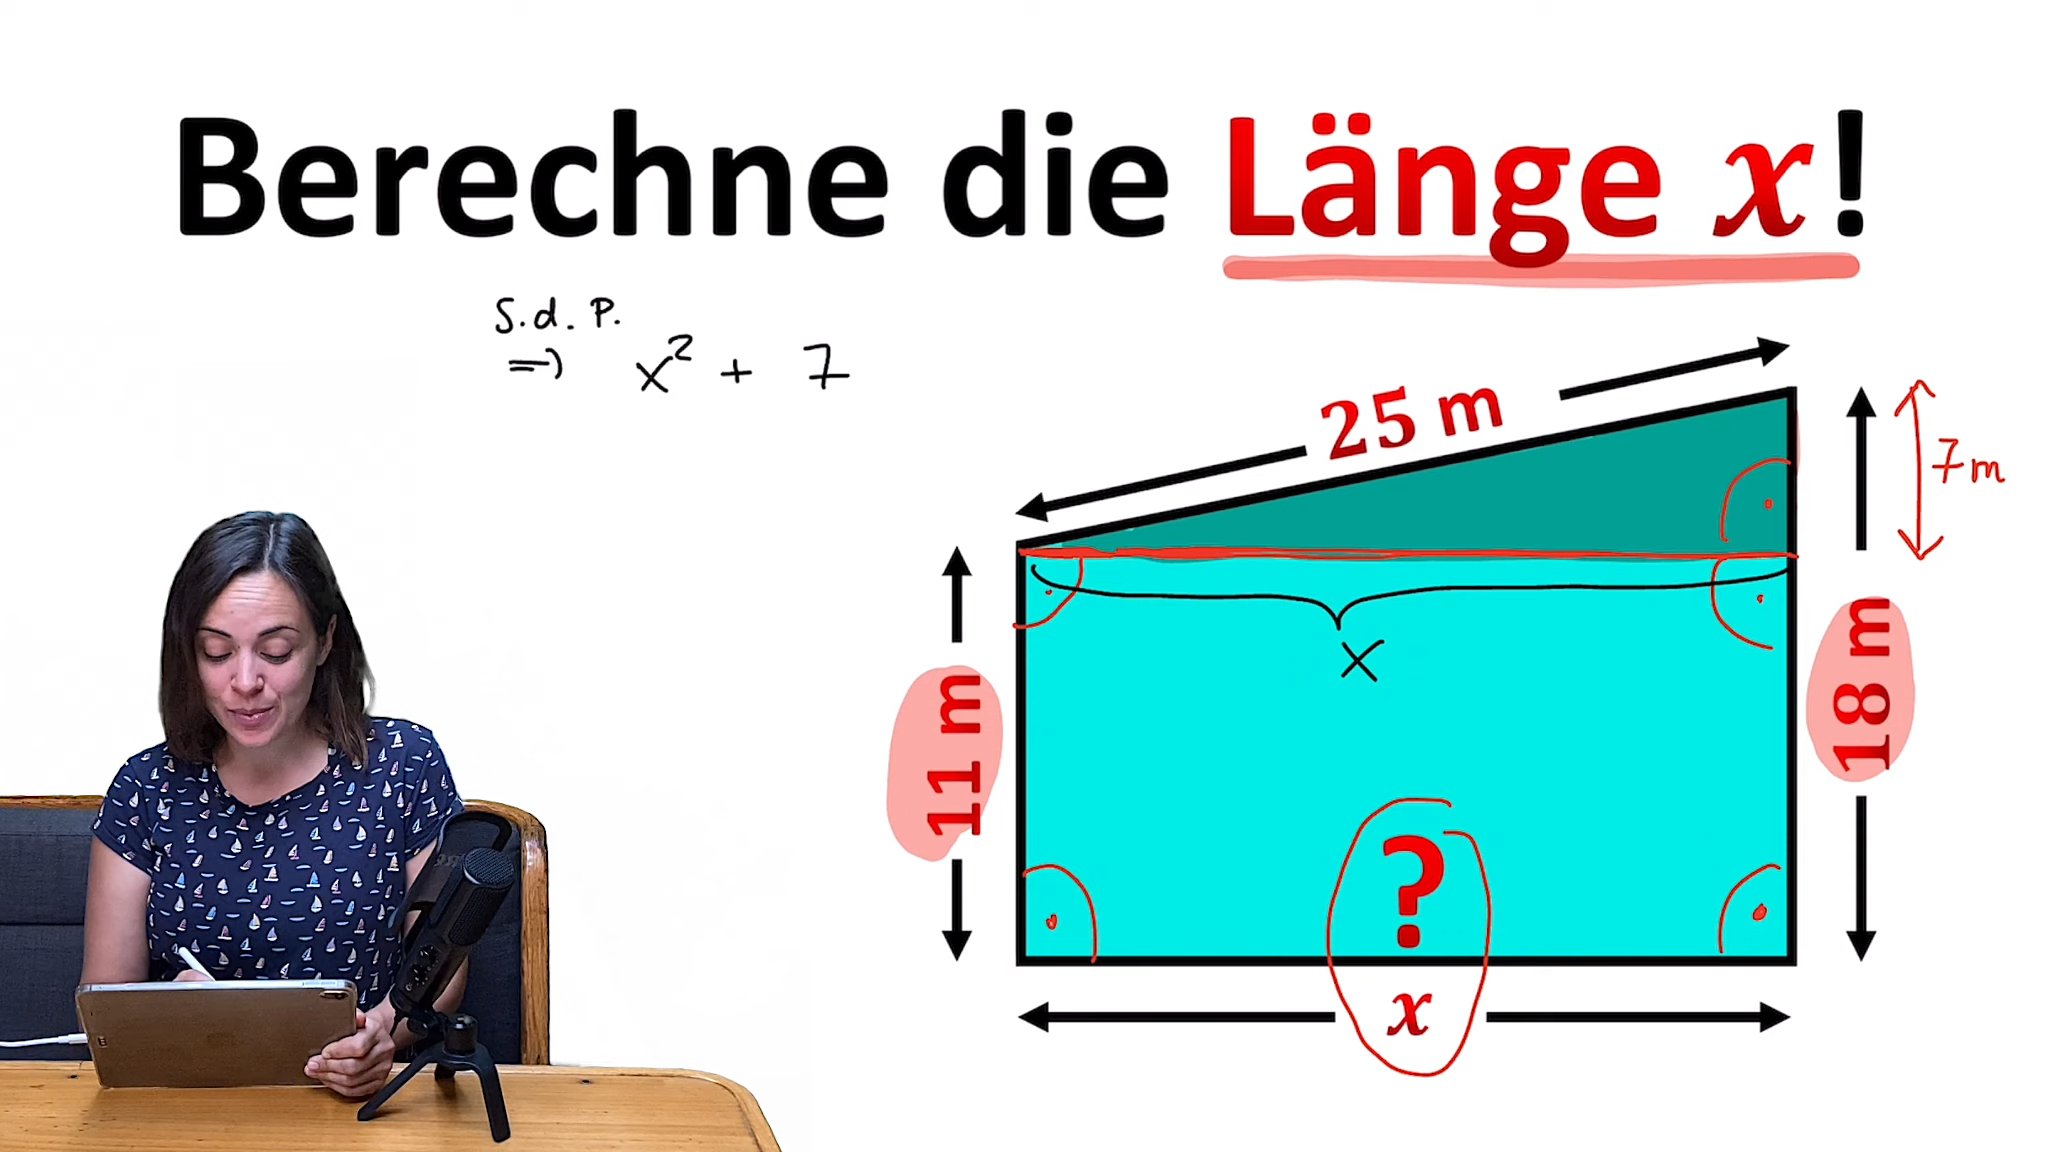 Berechne die Länge x!
S.d.P.
=> x² + 7
25 m
7m
x
11 m
18 m
?
x